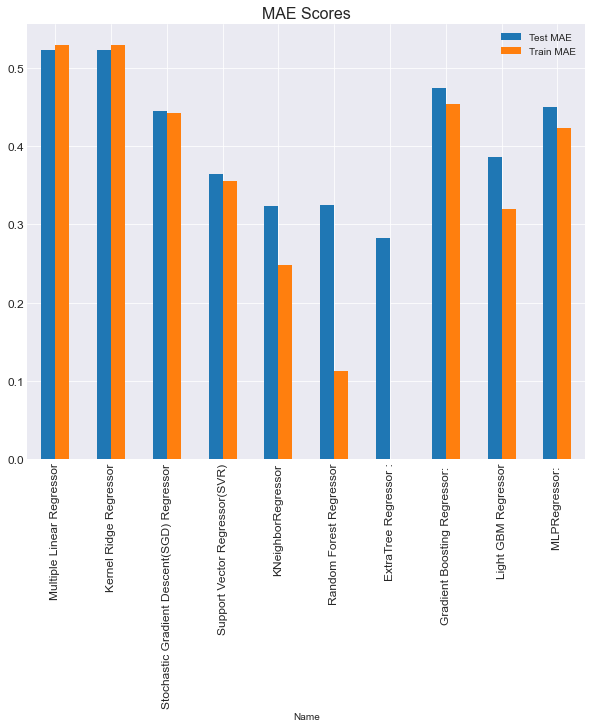 MAE Scores
Test MAE
Train MAE
0.5
0.4
0.3
0.2
0.1
0.0
Multiple Linear Regressor
Kernel Ridge Regressor
Stochastic Gradient Descent(SGD) Regressor
Support Vector Regressor(SVR)
KNeighborRegressor
Random Forest Regressor
ExtraTree Regressor :
Gradient Boosting Regressor:
Light GBM Regressor
MLPRegressor:
Name